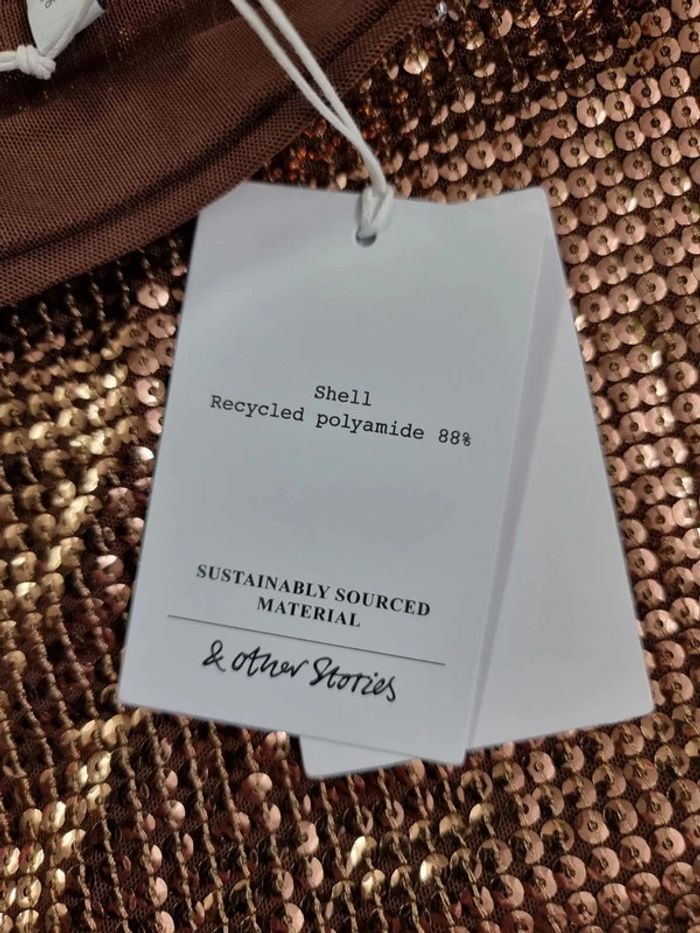 Shell
Recycled polyamide 88%
SUSTAINABLY SOURCED
MATERIAL
& other Stories